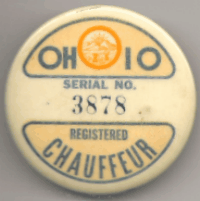 OHIO
SERIAL NO.
3878
REGISTERED
CHAUFFEUR